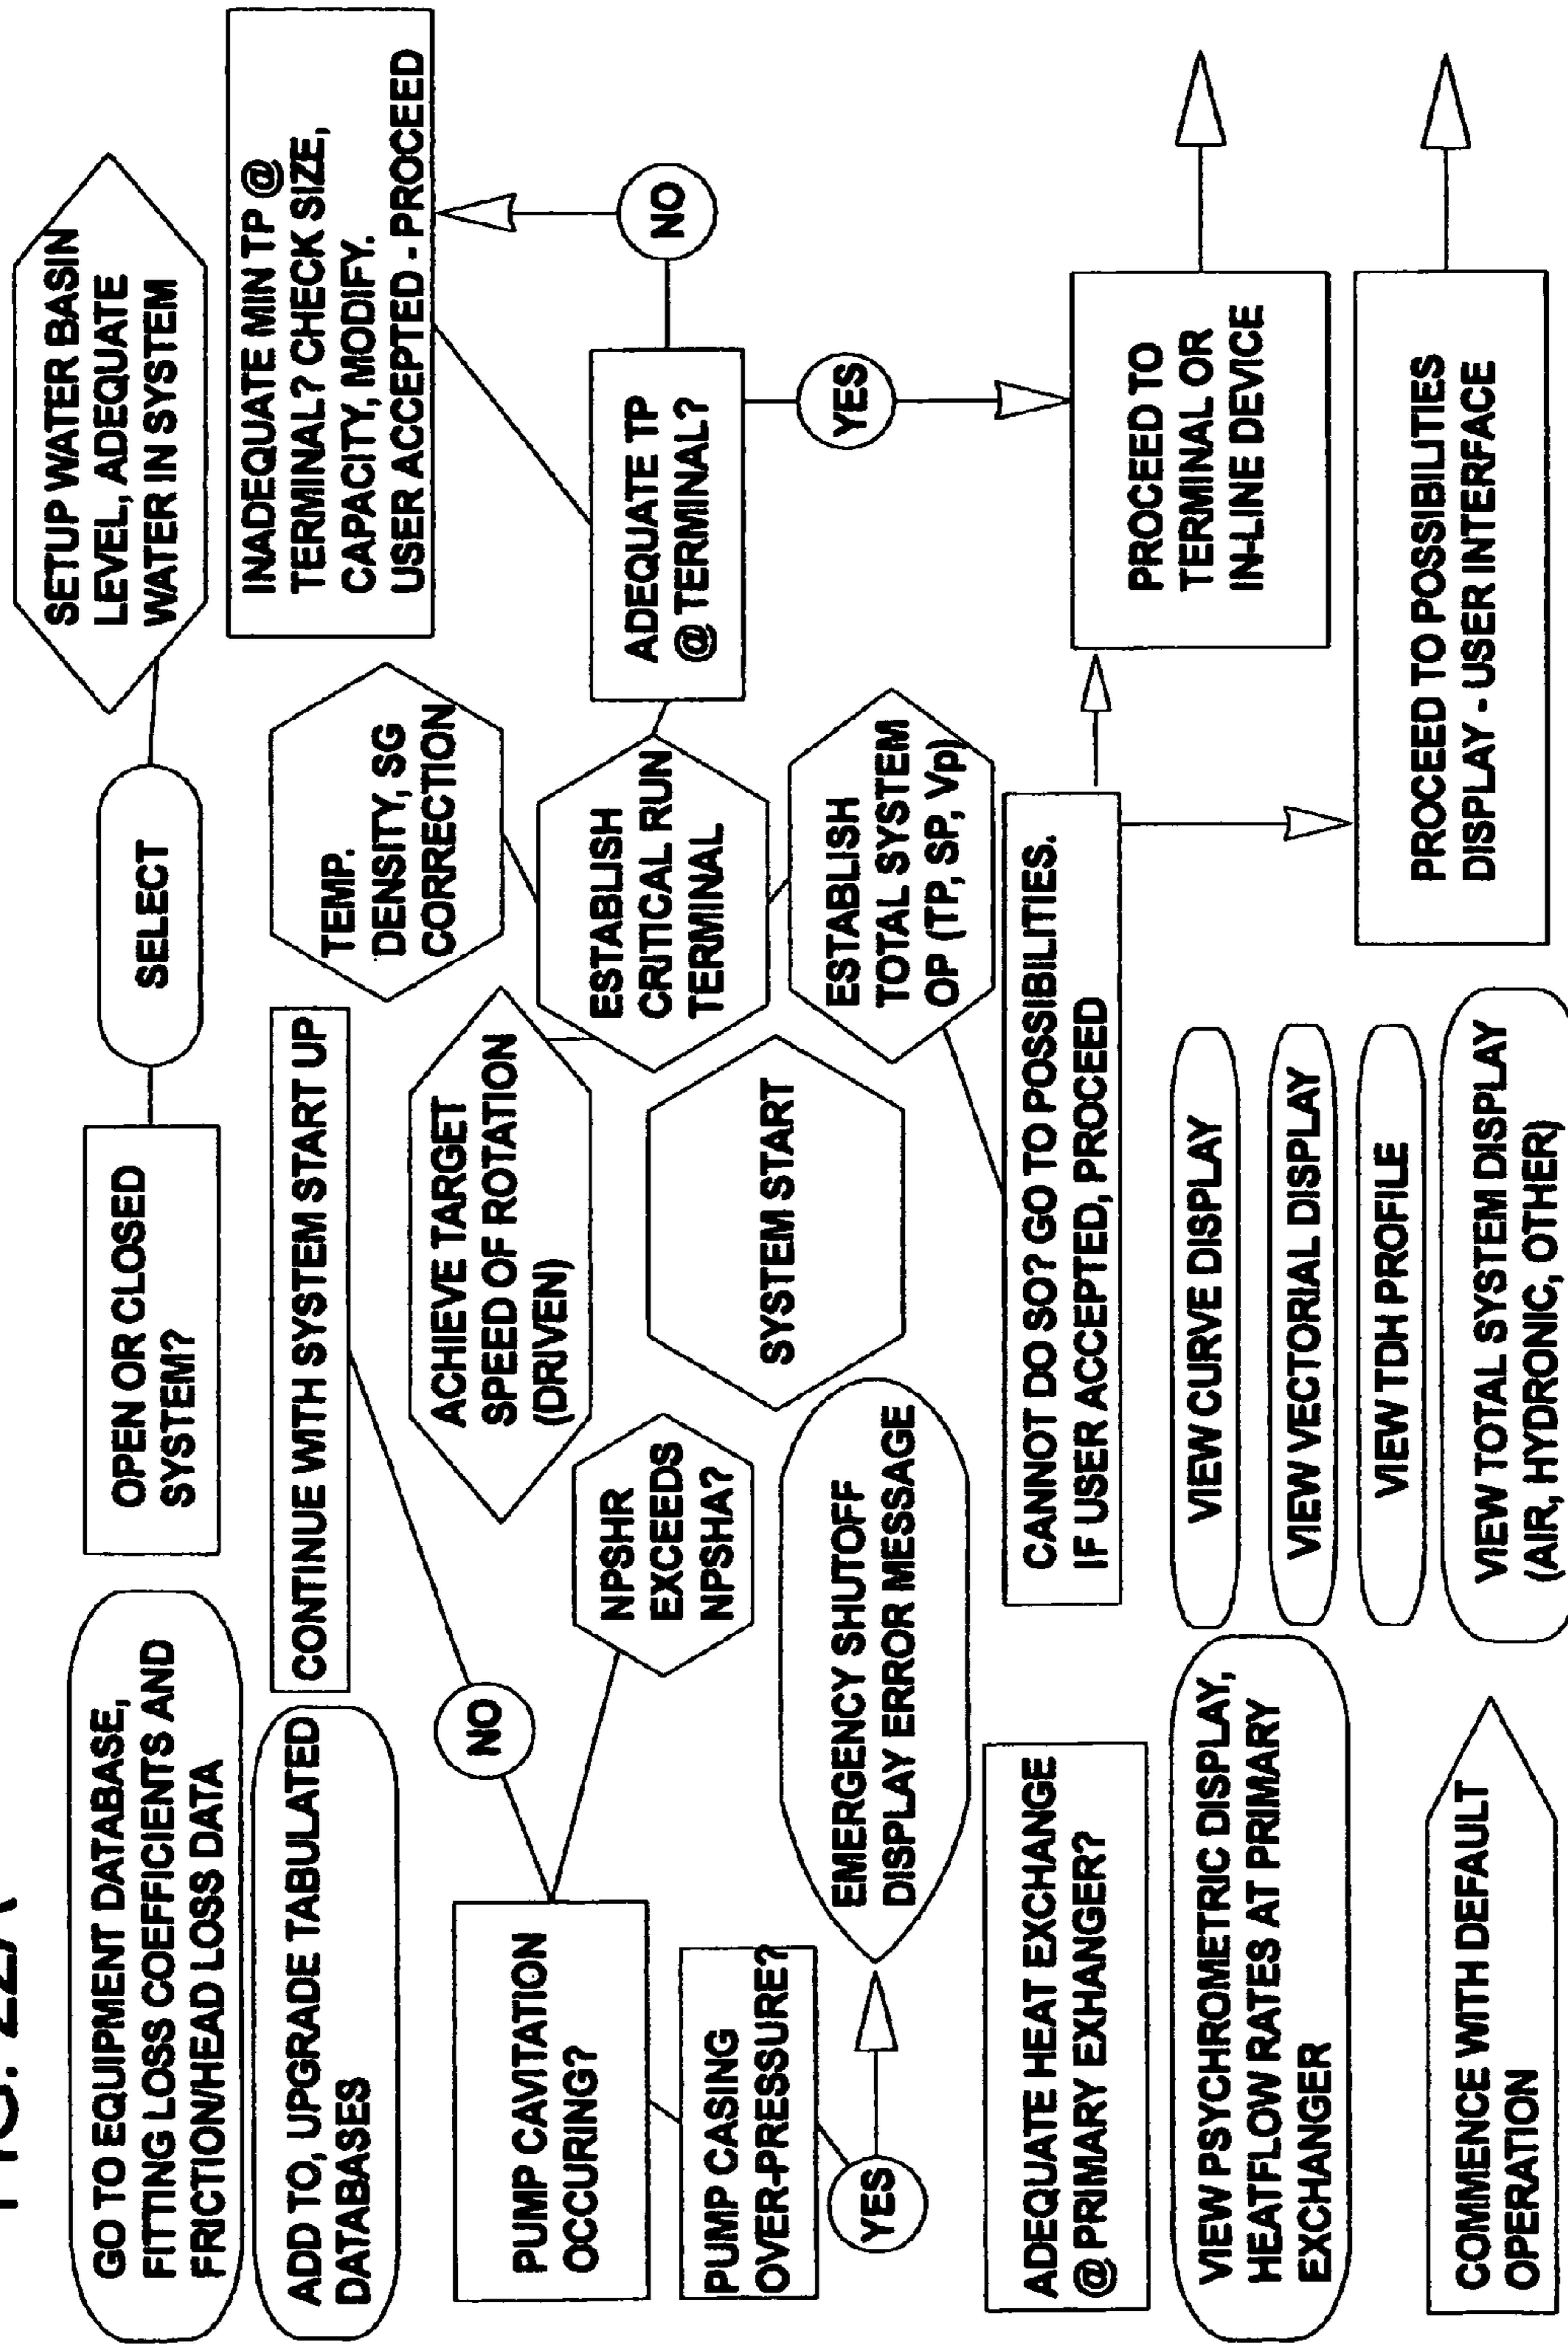 FIG. 22A
GO TO EQUIPMENT DATABASE,
FITTING LOSS COEFFICIENTS AND
FRICTION/HEAD LOSS DATA
OPEN OR CLOSED
SYSTEM?
SELECT
SETUP WATER BASIN
LEVEL, ADEQUATE
WATER IN SYSTEM
ADD TO, UPGRADE TABULATED
DATABASES
CONTINUE WITH SYSTEM START UP
TEMP.
DENSITY, SG
CORRECTION
INADEQUATE MIN TP @
TERMINAL? CHECK SIZE,
CAPACITY, MODIFY.
USER ACCEPTED - PROCEED
NO
ACHIEVE TARGET
SPEED OF ROTATION
(DRIVEN)
PUMP CAVITATION
OCCURING?
NPSHR
EXCEEDS
NPSHA?
ESTABLISH
CRITICAL RUN
TERMINAL
ADEQUATE TP
@ TERMINAL?
NO
PUMP CASING
OVER-PRESSURE?
SYSTEM START
YES
YES
EMERGENCY SHUTOFF
DISPLAY ERROR MESSAGE
ESTABLISH
TOTAL SYSTEM
OP (TP, SP, Vp)
ADEQUATE HEAT EXCHANGE
@ PRIMARY EXHANGER?
CANNOT DO SO? GO TO POSSIBILITIES.
IF USER ACCEPTED, PROCEED
PROCEED TO
TERMINAL OR
IN-LINE DEVICE
VIEW PSYCHROMETRIC DISPLAY,
HEATFLOW RATES AT PRIMARY
EXCHANGER
VIEW CURVE DISPLAY
VIEW VECTORIAL DISPLAY
VIEW TDH PROFILE
PROCEED TO POSSIBILITIES
DISPLAY - USER INTERFACE
COMMENCE WITH DEFAULT
OPERATION
VIEW TOTAL SYSTEM DISPLAY
(AIR, HYDRONIC, OTHER)